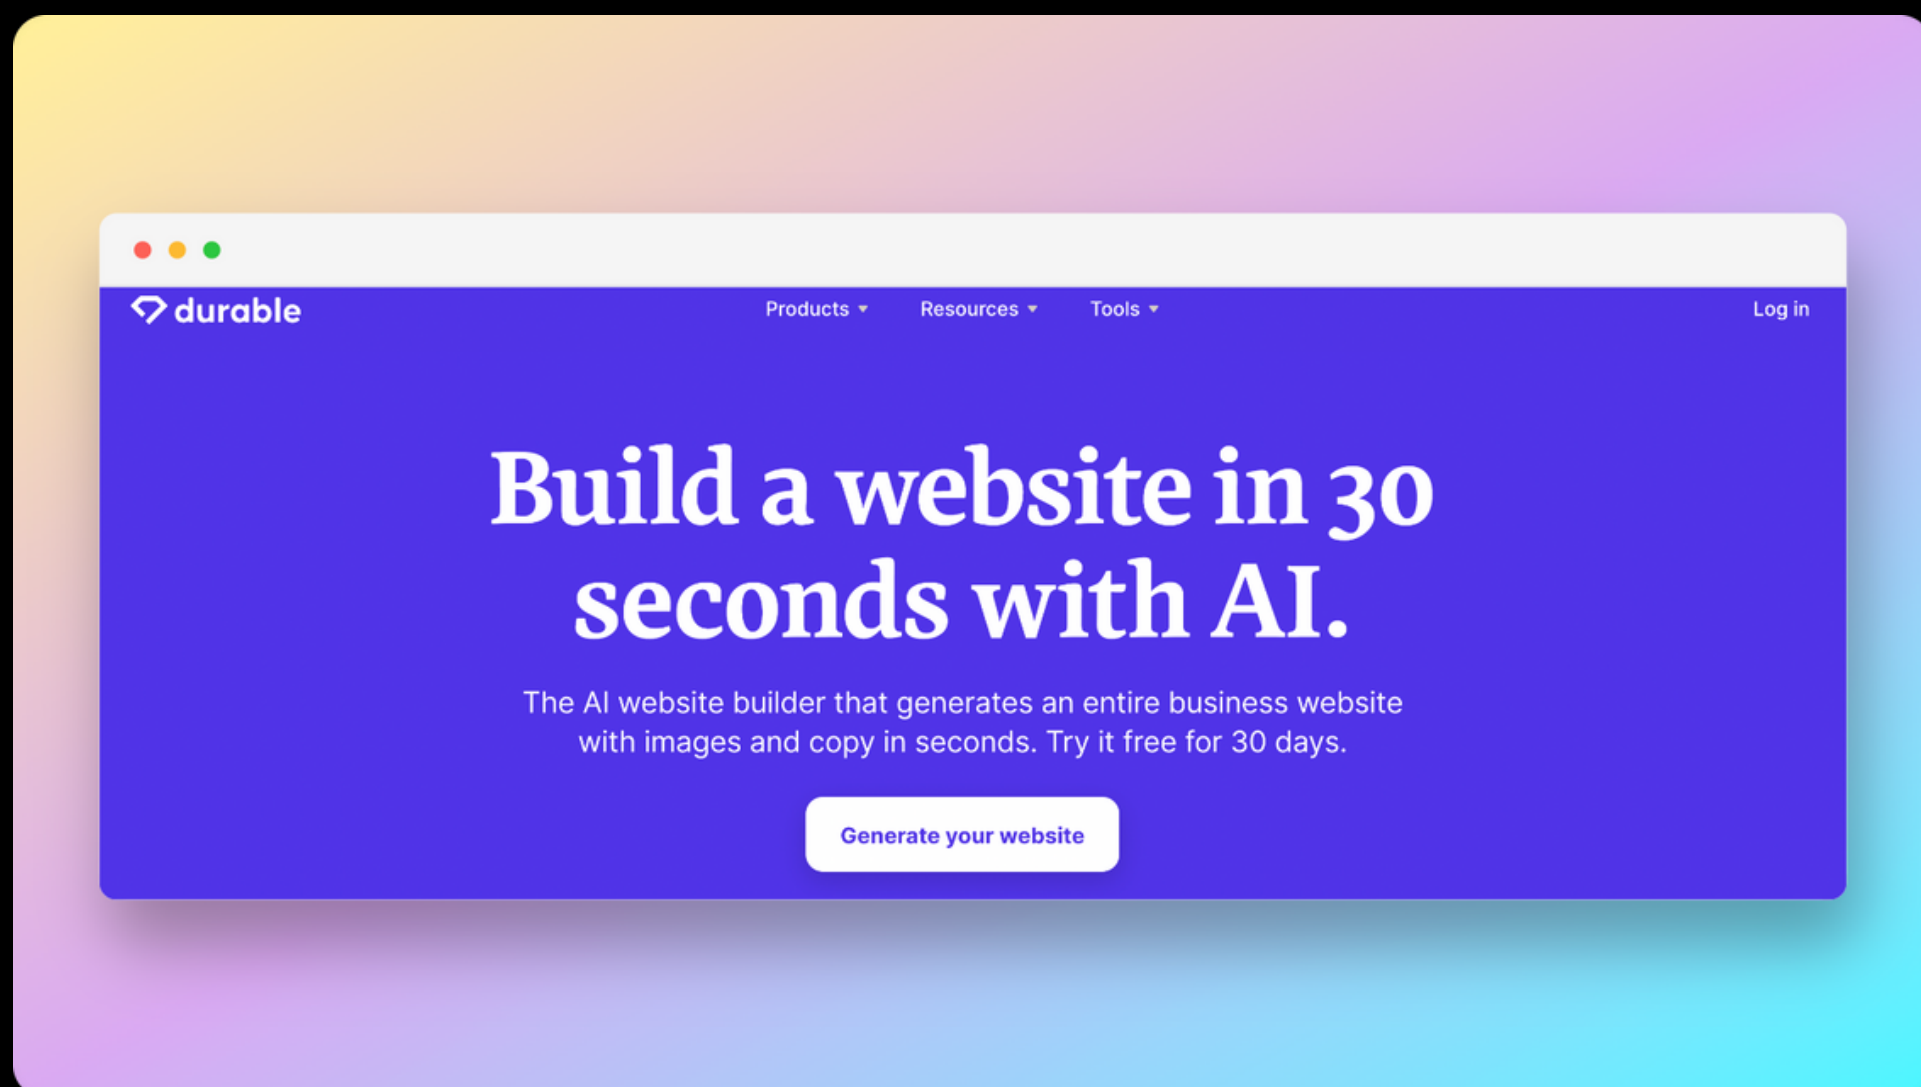 durable
Products
Resources
Tools
Log in
Build a website in 30
seconds with AI.
The AI website builder that generates an entire business website
with images and copy in seconds. Try it free for 30 days.
Generate your website